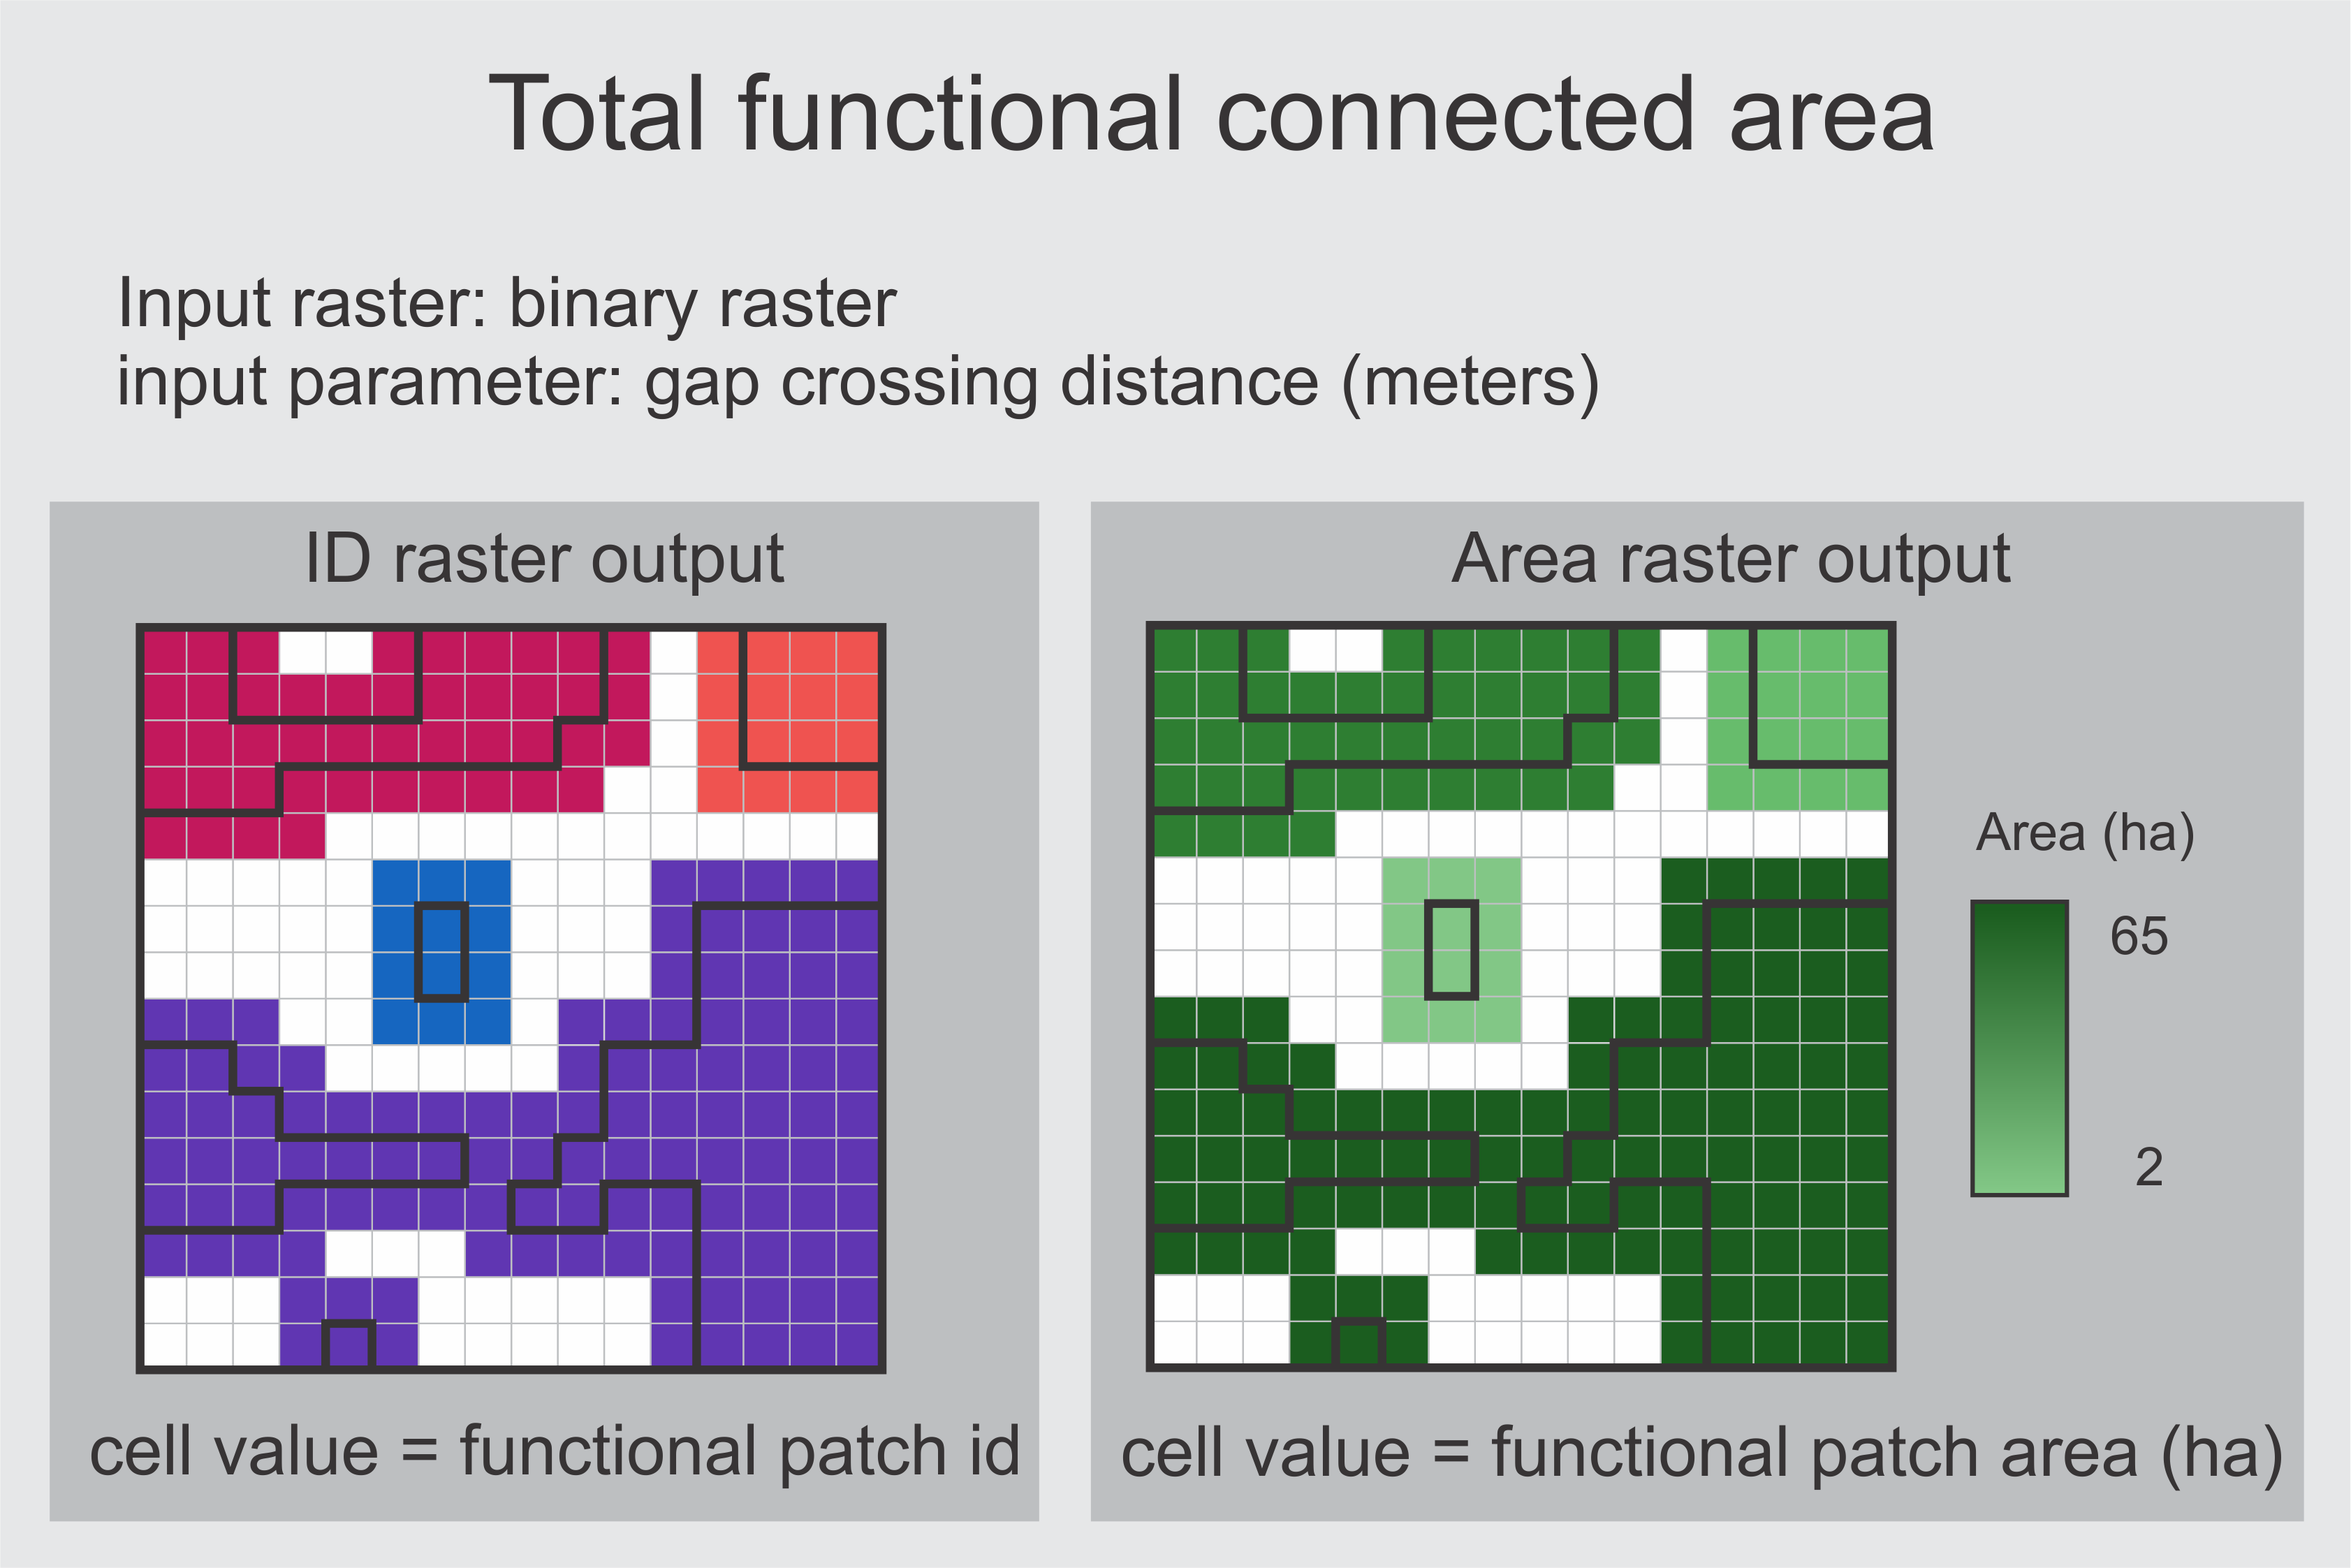 Total functional connected area
Input raster: binary raster
input parameter: gap crossing distance (meters)
ID raster output
cell value = functional patch id
Area raster output
Area (ha)
65
2
cell value = functional patch area (ha)